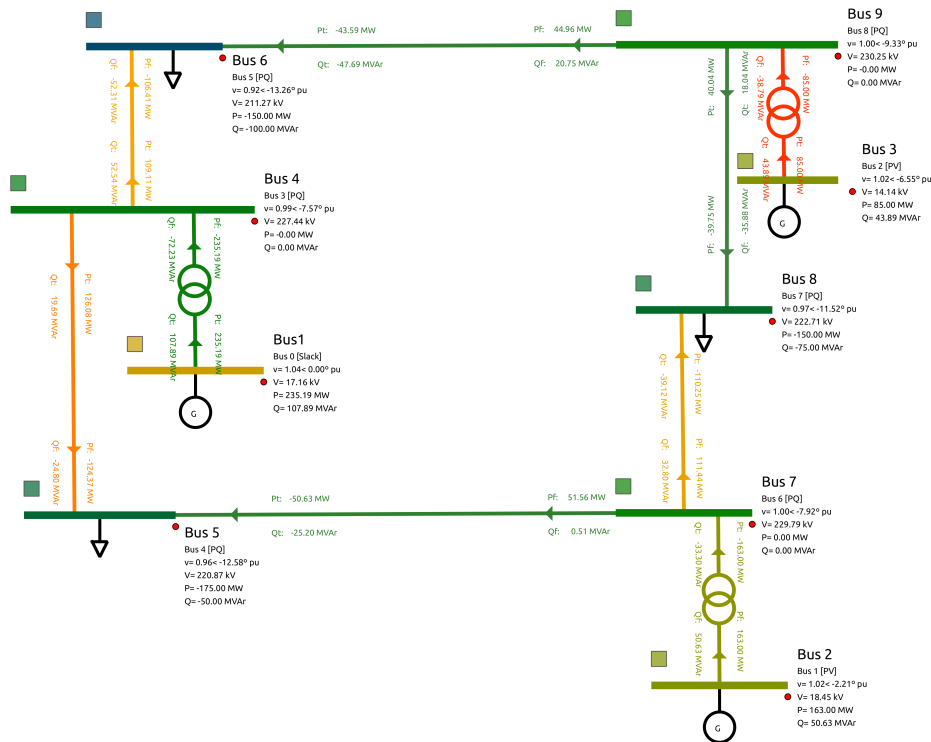 Bus 9
Bus 8 [PQ]
v= 1.00< -9.33º pu
V= 230.25 kV
P= -0.00 MW
Q= 0.00 MVAr
Pt: -43.59 MW
Pf: 44.96 MW
Qt: -47.69 MVAr
Qf: 20.75 MVAr
Bus 6
Bus 5 [PQ]
v= 0.92< -13.26º pu
V= 211.27 kV
P= -150.00 MW
Q= -100.00 MVAr
Qf: -52.31 MVAr
Pf: -106.41 MW
Qt: 52.54 MVAr
Pt: 109.11 MW
Pt: 40.04 MW
Qt: 18.04 MVAr
Pf: -39.75 MW
Qf: -35.88 MVAr
Qf: -38.79 MVAr
Pf: -85.00 MW
Qt: 43.89 MVAr
Pt: 85.00 MW
Bus 3
Bus 2 [PV]
v= 1.02< -6.55º pu
V= 14.14 kV
P= 85.00 MW
Q= 43.89 MVAr
G
Bus 4
Bus 3 [PQ]
v= 0.99< -7.57º pu
V= 227.44 kV
P= -0.00 MW
Q= 0.00 MVAr
Qf: -72.23 MVAr
Pf: -235.19 MW
Qt: 107.89 MVAr
Pt: 235.19 MW
Qt: 19.69 MVAr
Pt: 126.08 MW
Qf: -24.80 MVAr
Pf: -124.37 MW
Bus1
Bus 0 [Slack]
v= 1.04< 0.00º pu
V= 17.16 kV
P= 235.19 MW
Q= 107.89 MVAr
G
Bus 8
Bus 7 [PQ]
v= 0.97< -11.52º pu
V= 222.71 kV
P= -150.00 MW
Q= -75.00 MVAr
Qt: -39.12 MVAr
Pt: -110.25 MW
Qf: 32.80 MVAr
Pf: 111.44 MW
Bus 7
Bus 6 [PQ]
v= 1.00< -7.92º pu
V= 229.79 kV
P= 0.00 MW
Q= 0.00 MVAr
Pt: -50.63 MW
Pf: 51.56 MW
Qt: -25.20 MVAr
Qf: 0.51 MVAr
Bus 5
Bus 4 [PQ]
v= 0.96< -12.58º pu
V= 220.87 kV
P= -175.00 MW
Q= -50.00 MVAr
Qt: -33.30 MVAr
Pt: -163.00 MW
Qf: 50.63 MVAr
Pf: 163.00 MW
Bus 2
Bus 1 [PV]
v= 1.02< -2.21º pu
V= 18.45 kV
P= 163.00 MW
Q= 50.63 MVAr
G